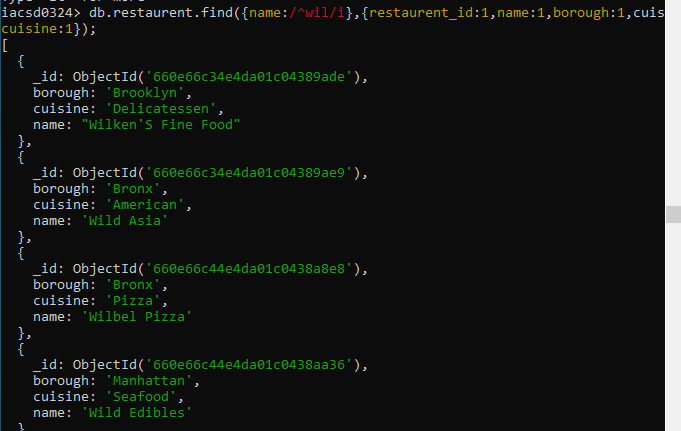 iacsd0324> db.restaurent.find({name:/^wil/i},{restaurent_id:1,name:1,borough:1,cuis
cuisine:1});
[
  {
    _id: ObjectId('660e66c34e4da01c04389ade'),
    borough: 'Brooklyn',
    cuisine: 'Delicatessen',
    name: "Wilken'S Fine Food"
  },
  {
    _id: ObjectId('660e66c34e4da01c04389ae9'),
    borough: 'Bronx',
    cuisine: 'American',
    name: 'Wild Asia'
  },
  {
    _id: ObjectId('660e66c44e4da01c0438a8e8'),
    borough: 'Bronx',
    cuisine: 'Pizza',
    name: 'Wilbel Pizza'
  },
  {
    _id: ObjectId('660e66c44e4da01c0438aa36'),
    borough: 'Manhattan',
    cuisine: 'Seafood',
    name: 'Wild Edibles'
  }